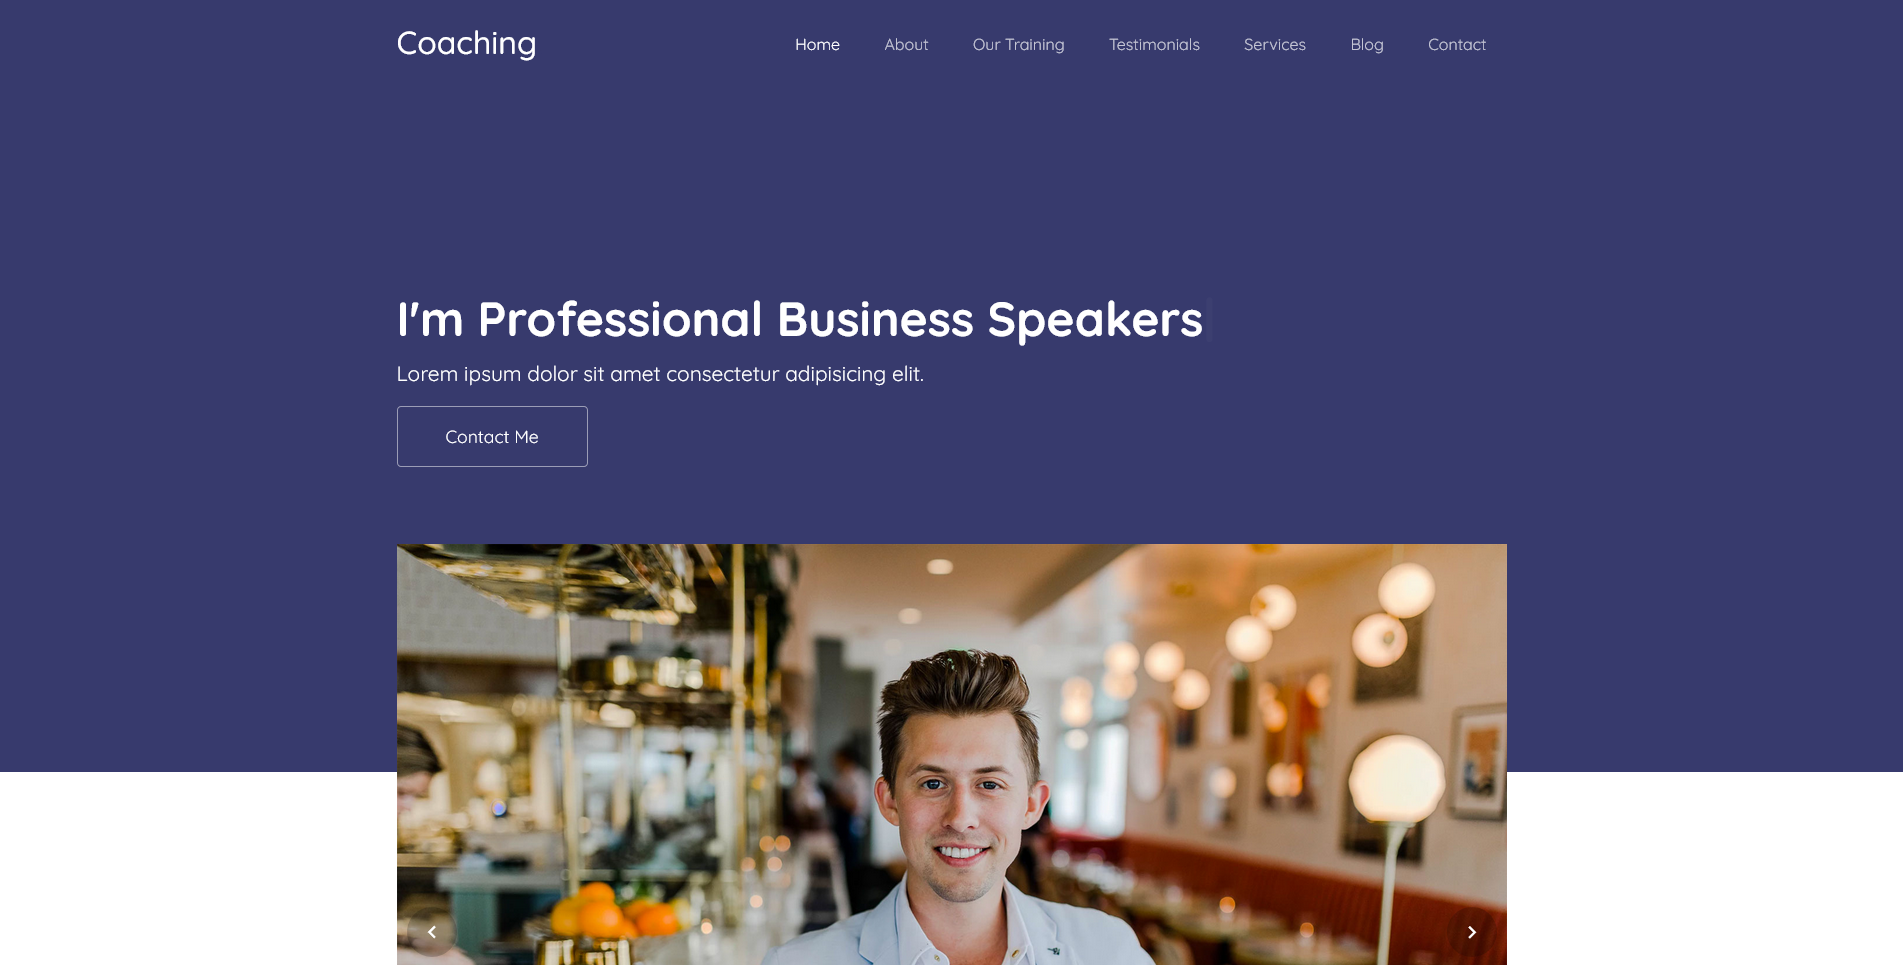 Coaching
Home About Our Training Testimonials Services Blog Contact
I'm Professional Business Speakers
Lorem ipsum dolor sit amet consectetur adipisicing elit.
Contact Me